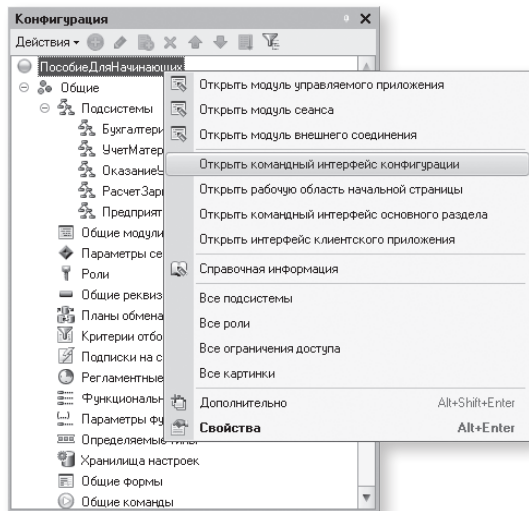 Конфигурация
Действия
ПособиеДляНачинающих
Общие
Подсистемы
Бухгалтери
УчетМатер
Оказание
РасчетЗар
Предприят
Общие модули
Параметры се
Роли
Общие реквиз
Планы обмена
Критерии отбо
Подписки на с
Регламентные
Функциональн
Параметры фу
Определяемые
Хранилища настроек
Общие формы
Общие команды
Открыть модуль управляемого приложения
Открыть модуль сеанса
Открыть модуль внешнего соединения
Открыть командный интерфейс конфигурации
Открыть рабочую область начальной страницы
Открыть командный интерфейс основного раздела
Открыть интерфейс клиентского приложения
Справочная информация
Все подсистемы
Все роли
Все ограничения доступа
Все картинки
Дополнительно Alt+Shift+Enter
Свойства Alt+Enter